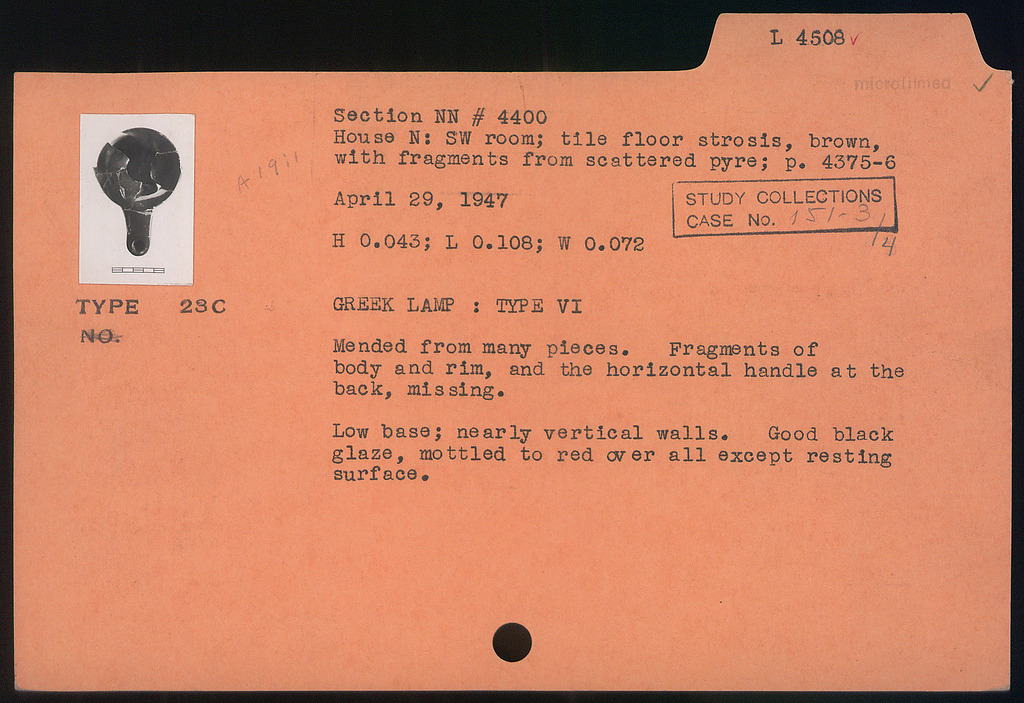 L 4508 ✓
microfilmed ✓
Section NN # 4400
House N: SW room; tile floor strosis, brown,
with fragments from scattered pyre; p. 4375-6
April 29, 1947
STUDY COLLECTIONS
CASE No. 151-3/4
H 0.043; L 0.108; W 0.072
TYPE 23C
NO.
GREEK LAMP : TYPE VI
Mended from many pieces. Fragments of
body and rim, and the horizontal handle at the
back, missing.
Low base; nearly vertical walls. Good black
glaze, mottled to red over all except resting
surface.